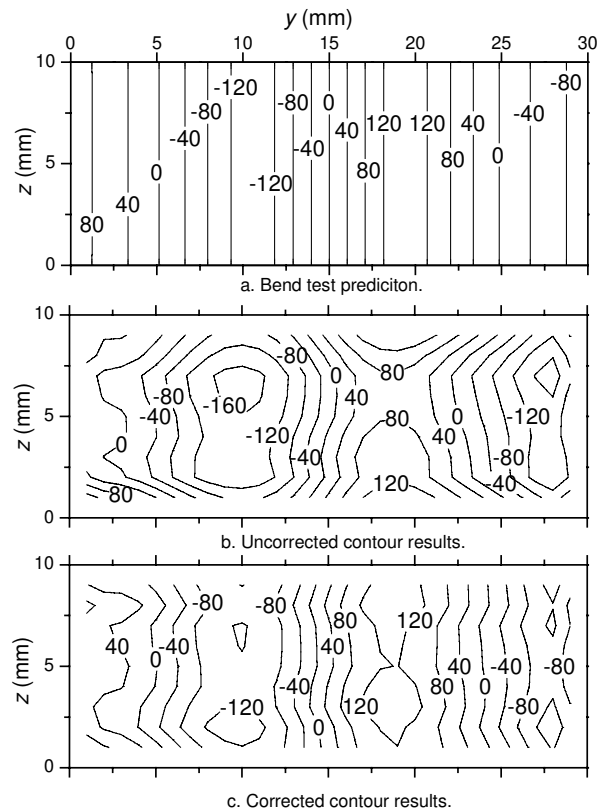 y (mm)
0 5 10 15 20 25 30
10
5
0
z (mm)
-120 -80 0 -80
-80 40 120 120 40 -40
-40
-40
0 80 80 0
-120
40
80
a. Bend test prediciton.
10
5
0
z (mm)
-80
0 80
-80 40
-160
-40 80 0 -120
-120 40
0 -40 -80
-40
80 120
b. Uncorrected contour results.
10
5
0
z (mm)
-80 -80
80 120
40 0 -40 40 40 -40 -80
-40 80 0
-120 120 -80
0
c. Corrected contour results.